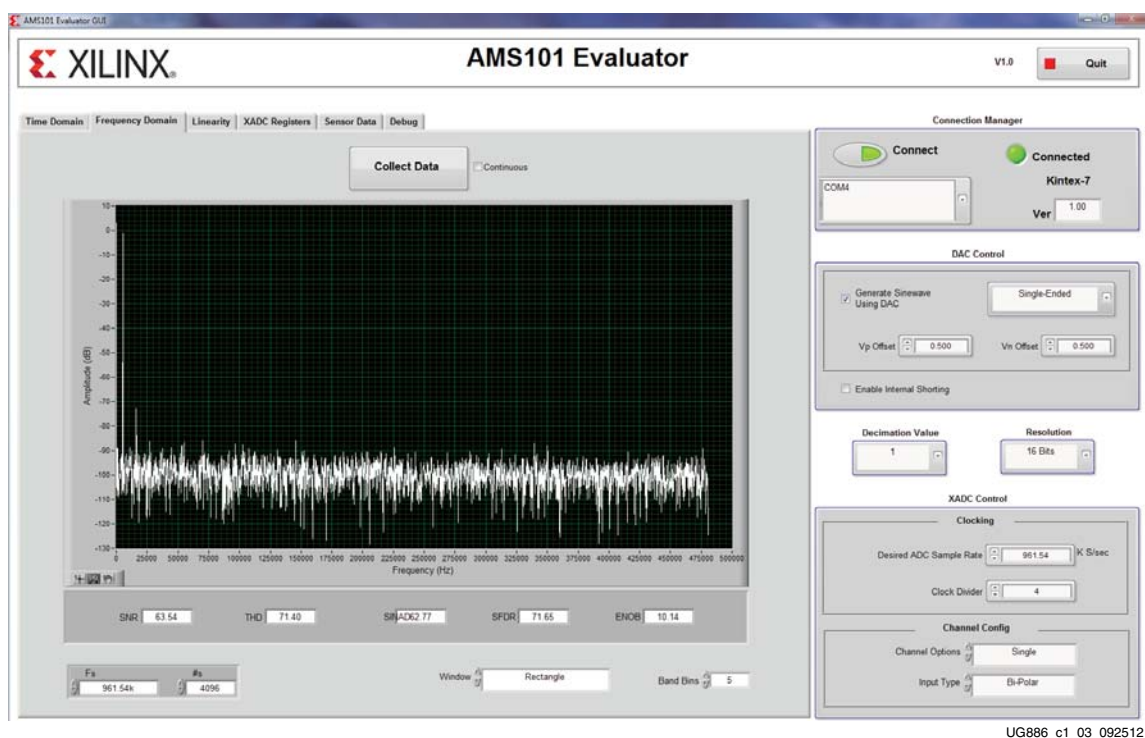 AMS101 Evaluator GUI
XILINX®
AMS101 Evaluator
V1.0
Quit
Time Domain
Frequency Domain
Linearity
XADC Registers
Sensor Data
Debug
Collect Data
Continuous
Amplitude (dB)
10
0
-10
-20
-30
-40
-50
-60
-70
-80
-90
-100
-110
-120
-130
0 25000 50000 75000 100000 125000 150000 175000 200000 225000 250000 275000 300000 325000 350000 375000 400000 425000 450000 475000 500000
Frequency (Hz)
SNR 63.54 THD 71.40 SINAD62.77 SFDR 71.65 ENOB 10.14
Fs
961.54k
#s
4096
Window Rectangle
Band Bins 5
Connection Manager
Connect
Connected
COM4
Kintex-7
Ver 1.00
DAC Control
Generate Sinewave
Using DAC
Single-Ended
Vp Offset 0.500
Vn Offset 0.500
Enable Internal Shorting
Decimation Value
1
Resolution
16 Bits
XADC Control
Clocking
Desired ADC Sample Rate 961.54 K S/sec
Clock Divider 4
Channel Config
Channel Options Single
Input Type Bi-Polar
UG886_c1_03_092512